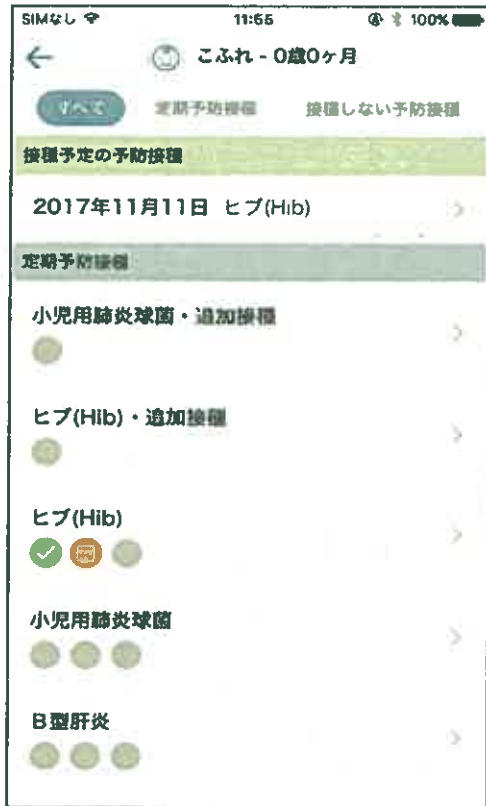 SIMなし 11:55 100%
こふれ - 0歳0ヶ月
すべて 定期予防接種 接種しない予防接種
接種予定の予防接種
2017年11月11日 ヒブ(Hib)
定期予防接種
小児用肺炎球菌・追加接種
ヒブ(Hib)・追加接種
ヒブ(Hib)
小児用肺炎球菌
B型肝炎